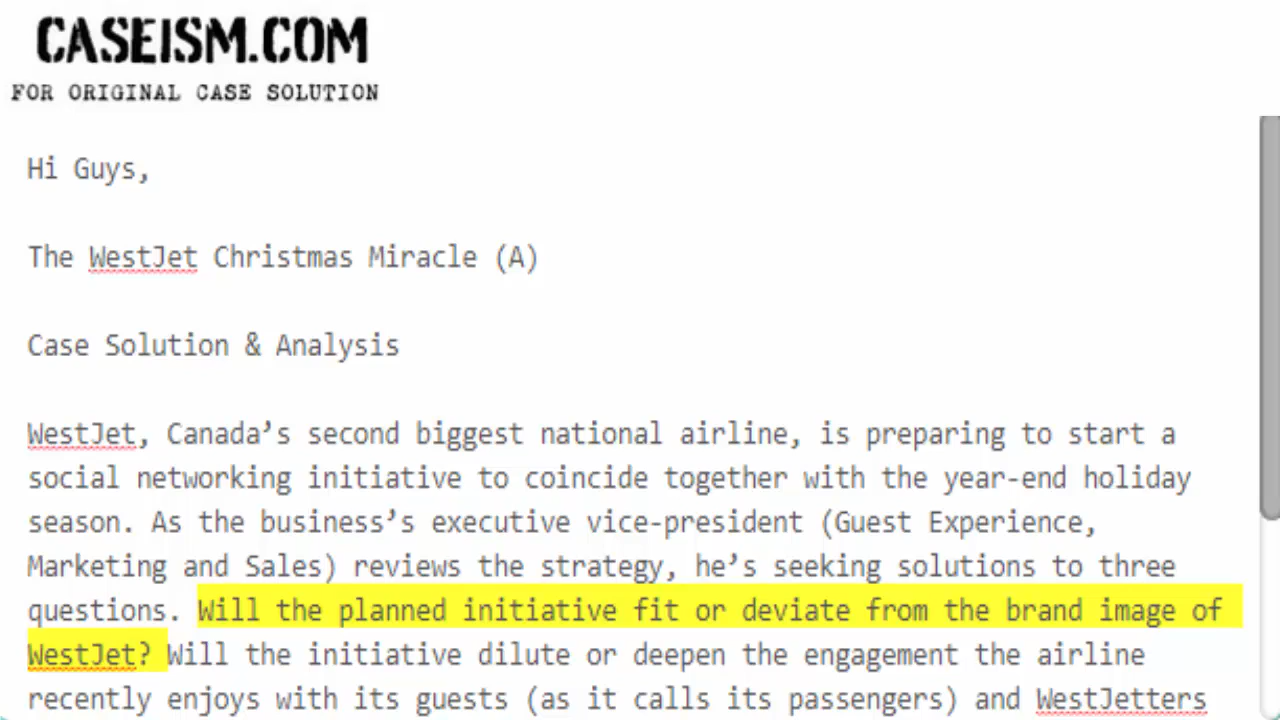 CASEISM.COM
FOR ORIGINAL CASE SOLUTION
Hi Guys,
The WestJet Christmas Miracle (A)
Case Solution & Analysis
WestJet, Canada’s second biggest national airline, is preparing to start a
social networking initiative to coincide together with the year-end holiday
season. As the business’s executive vice-president (Guest Experience,
Marketing and Sales) reviews the strategy, he’s seeking solutions to three
questions. Will the planned initiative fit or deviate from the brand image of
WestJet? Will the initiative dilute or deepen the engagement the airline
recently enjoys with its guests (as it calls its passengers) and WestJetters